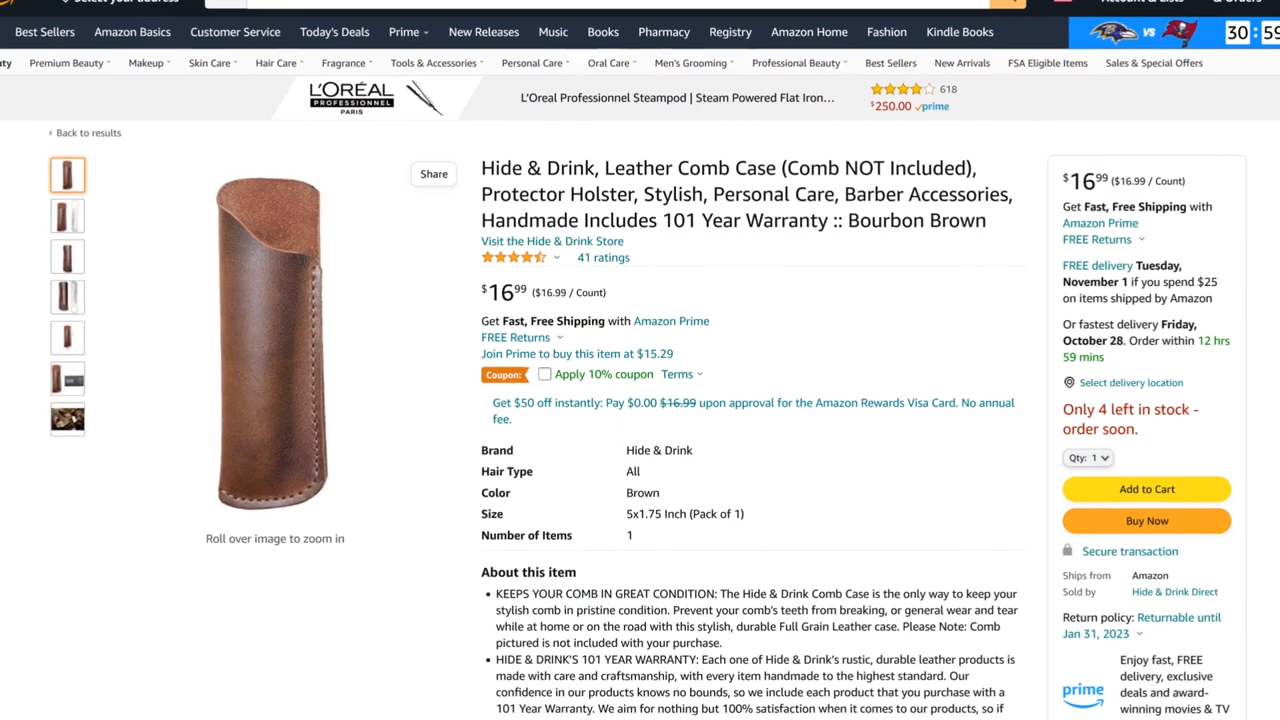 Select your address
Account & Lists
& Orders
Best Sellers
Amazon Basics
Customer Service
Today's Deals
Prime
New Releases
Music
Books
Pharmacy
Registry
Amazon Home
Fashion
Kindle Books
VS
30 : 59
Premium Beauty
Makeup
Skin Care
Hair Care
Fragrance
Tools & Accessories
Personal Care
Oral Care
Men's Grooming
Professional Beauty
Best Sellers
New Arrivals
FSA Eligible Items
Sales & Special Offers
L'ORÉAL
PROFESSIONNEL
PARIS
L'Oreal Professionnel Steampod | Steam Powered Flat Iron…
618
$250.00 prime
‹ Back to results
Share
Roll over image to zoom in
Hide & Drink, Leather Comb Case (Comb NOT Included),
Protector Holster, Stylish, Personal Care, Barber Accessories,
Handmade Includes 101 Year Warranty :: Bourbon Brown
Visit the Hide & Drink Store
41 ratings
$16 99 ($16.99 / Count)
Get Fast, Free Shipping with Amazon Prime
FREE Returns
Join Prime to buy this item at $15.29
Coupon: Apply 10% coupon Terms
Get $50 off instantly: Pay $0.00 $16.99 upon approval for the Amazon Rewards Visa Card. No annual
fee.
Brand Hide & Drink
Hair Type All
Color Brown
Size 5x1.75 Inch (Pack of 1)
Number of Items 1
About this item
• KEEPS YOUR COMB IN GREAT CONDITION: The Hide & Drink Comb Case is the only way to keep your
stylish comb in pristine condition. Prevent your comb's teeth from breaking, or general wear and tear
while at home or on the road with this stylish, durable Full Grain Leather case. Please Note: Comb
pictured is not included with your purchase.
• HIDE & DRINK'S 101 YEAR WARRANTY: Each one of Hide & Drink's rustic, durable leather products is
made with care and craftsmanship, with every item handmade to the highest standard. Our
confidence in our products knows no bounds, so we include each product that you purchase with a
101 Year Warranty. We aim for nothing but 100% satisfaction when it comes to our products, so if
$16 99 ($16.99 / Count)
Get Fast, Free Shipping with
Amazon Prime
FREE Returns
FREE delivery Tuesday,
November 1 if you spend $25
on items shipped by Amazon
Or fastest delivery Friday,
October 28. Order within 12 hrs
59 mins
Select delivery location
Only 4 left in stock -
order soon.
Qty: 1
Add to Cart
Buy Now
Secure transaction
Ships from Amazon
Sold by Hide & Drink Direct
Return policy: Returnable until
Jan 31, 2023
prime
Enjoy fast, FREE
delivery, exclusive
deals and award-
winning movies & TV